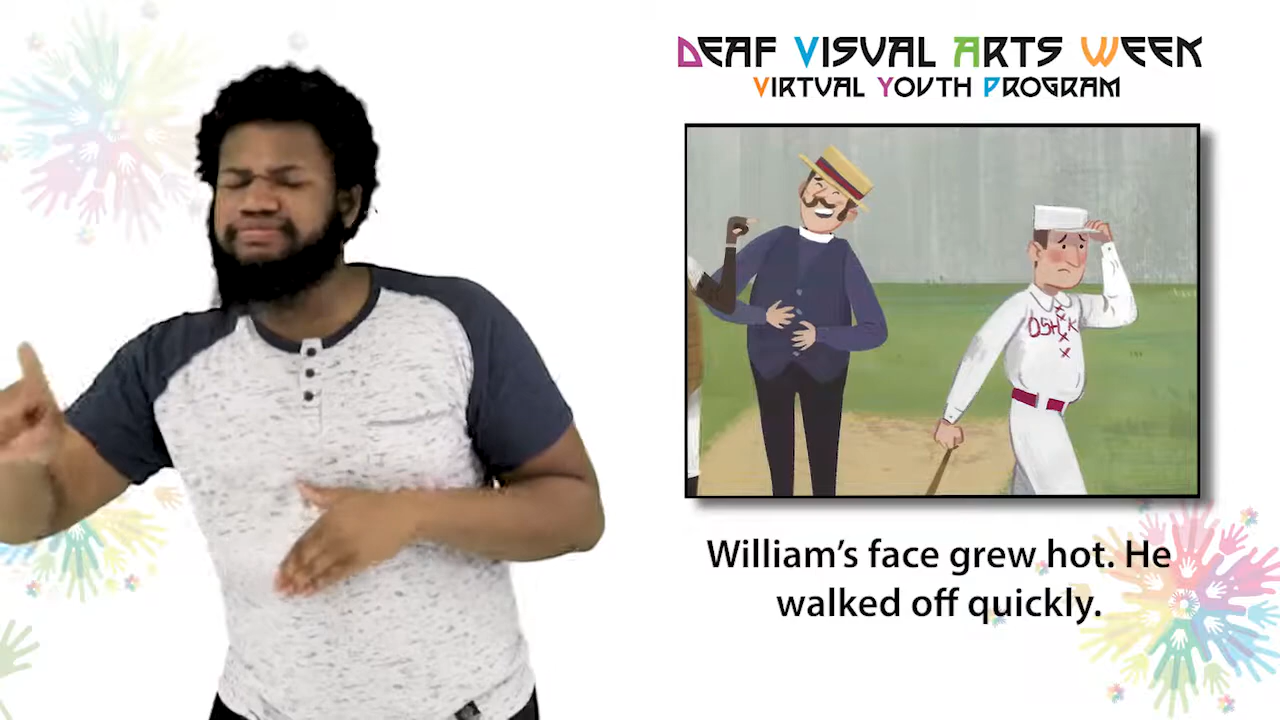 DEAF VISUAL ARTS WEEK
VIRTUAL YOUTH PROGRAM
William's face grew hot. He
walked off quickly.